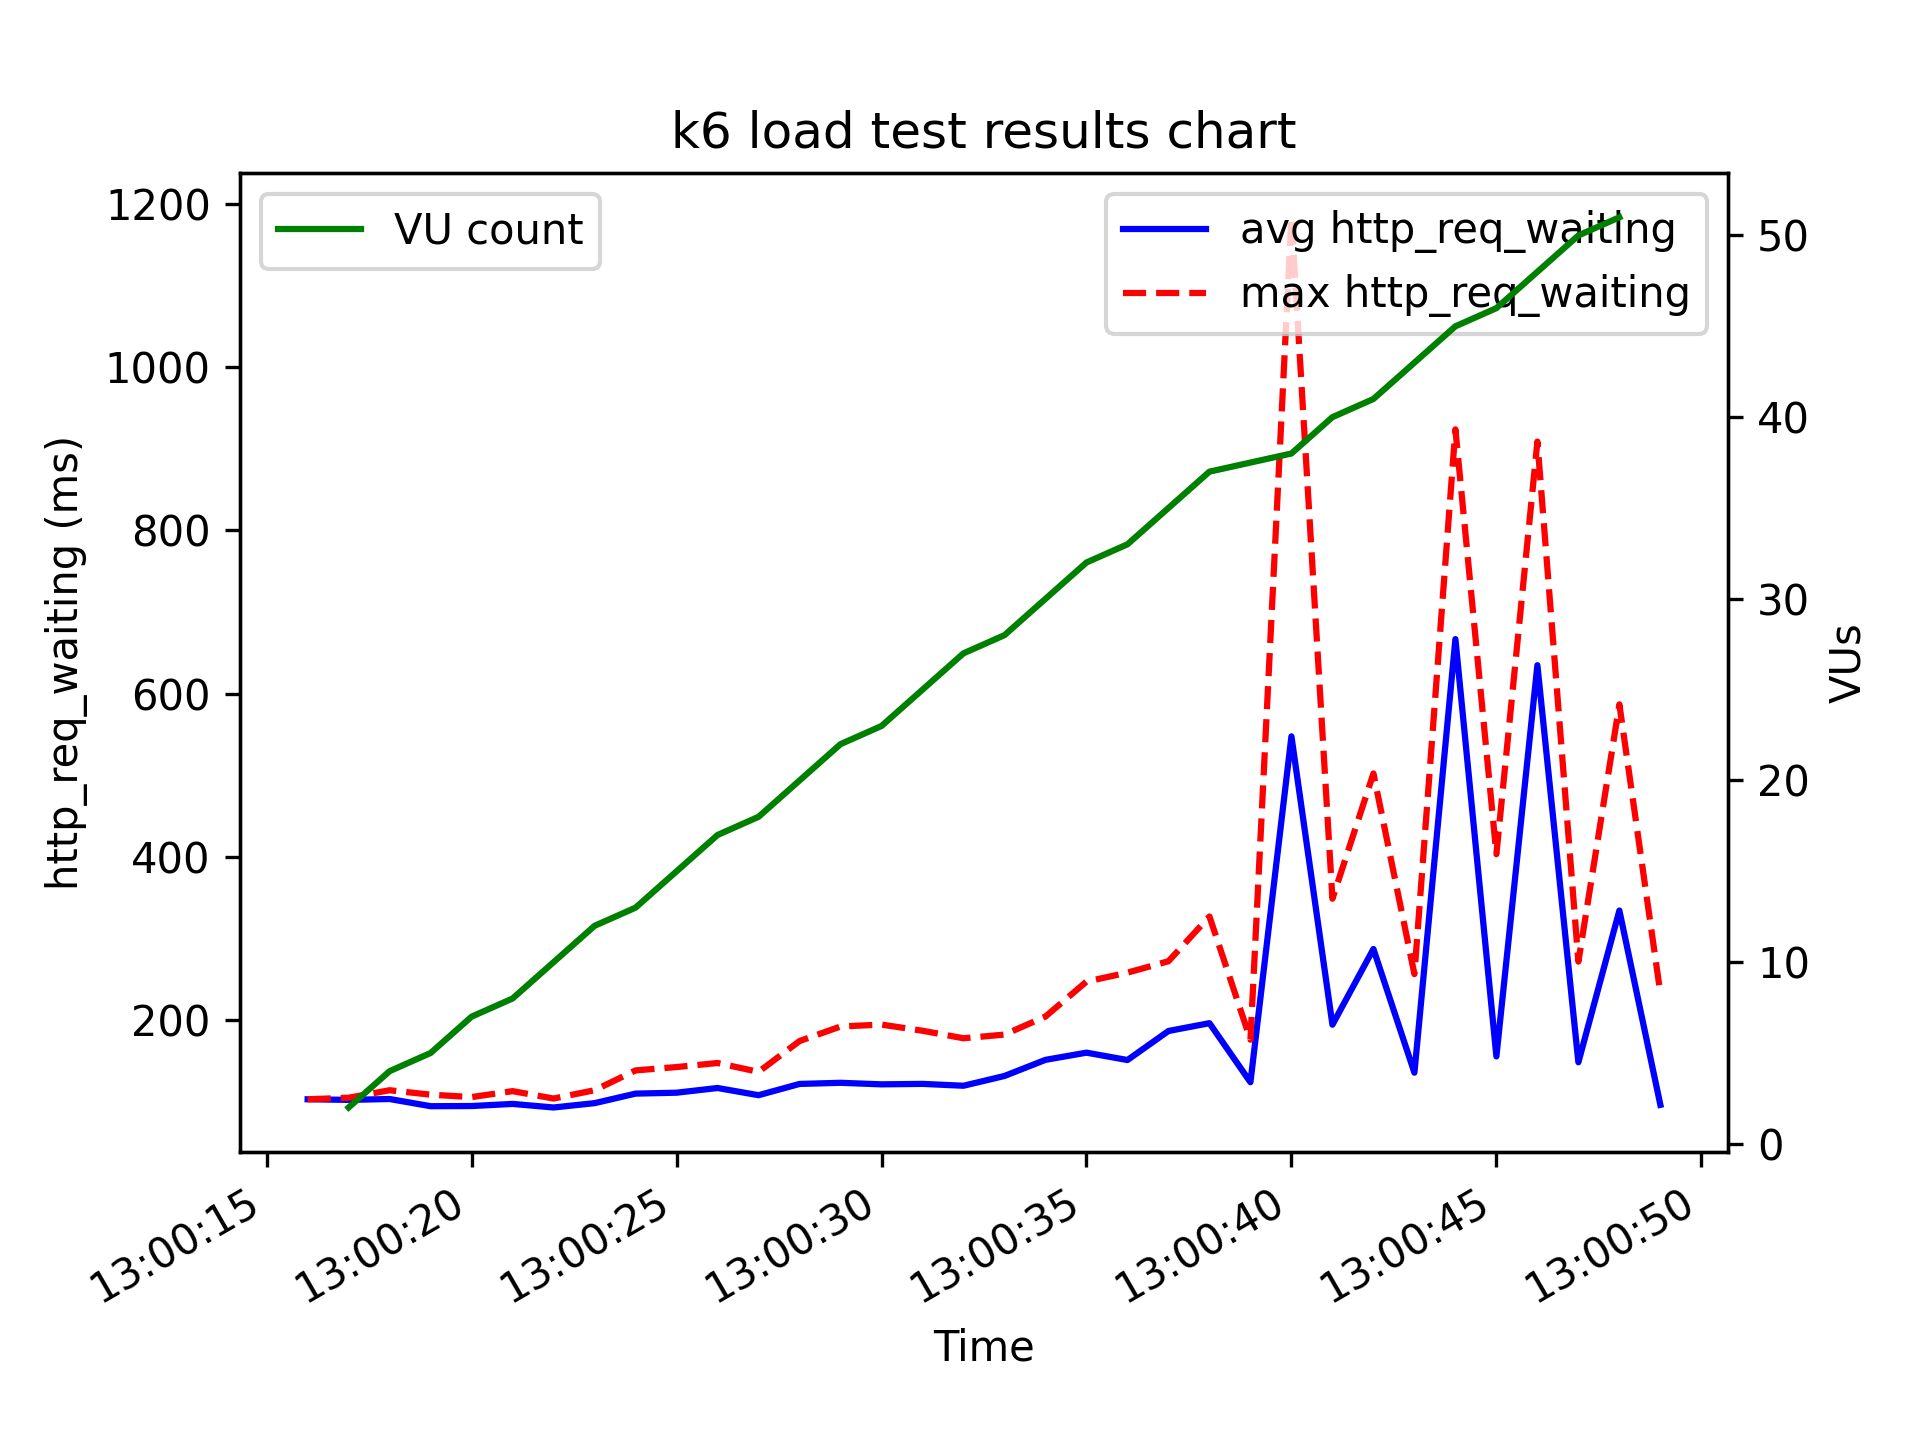 k6 load test results chart
VU count
avg http_req_waiting
max http_req_waiting
http_req_waiting (ms)
1200
1000
800
600
400
200
50
40
30
20
10
0
VUs
13:00:15
13:00:20
13:00:25
13:00:30
13:00:35
13:00:40
13:00:45
13:00:50
Time